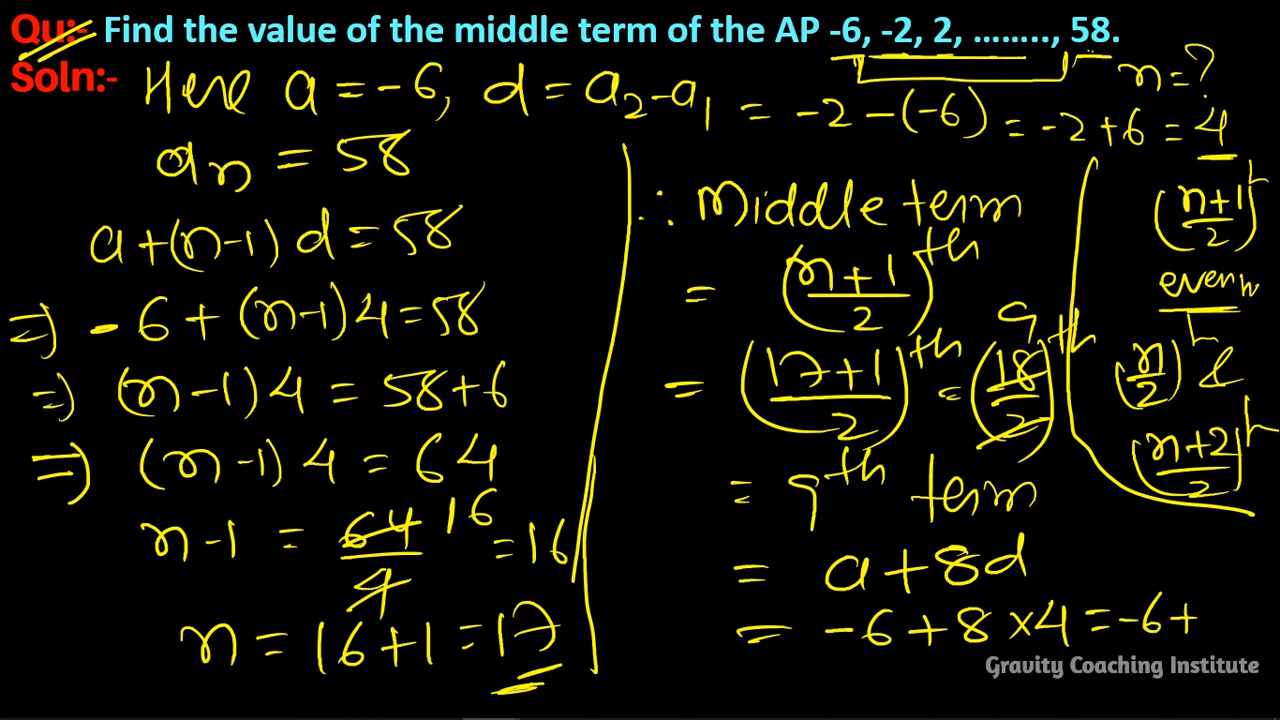 Qu:- Find the value of the middle term of the AP -6, -2, 2, …….., 58.
Soln:- Here a = -6, d = a₂-a₁ = -2-(-6) = -2+6 = 4
n=?
aₙ = 58
a+(n-1)d=58
=) -6+(n-1)4=58
=) (n-1)4 = 58+6
=) (n-1)4 = 64
n-1 = 64/4 16 =16
n= 16+1=17
∴ Middle term
= (n+1/2)th
= (17+1/2)th = (18/2)th 9
= 9th term
= a+8d
= -6+8×4=-6+
(n+1/2)
even
(n/2) &
(n+2/2)
Gravity Coaching Institute